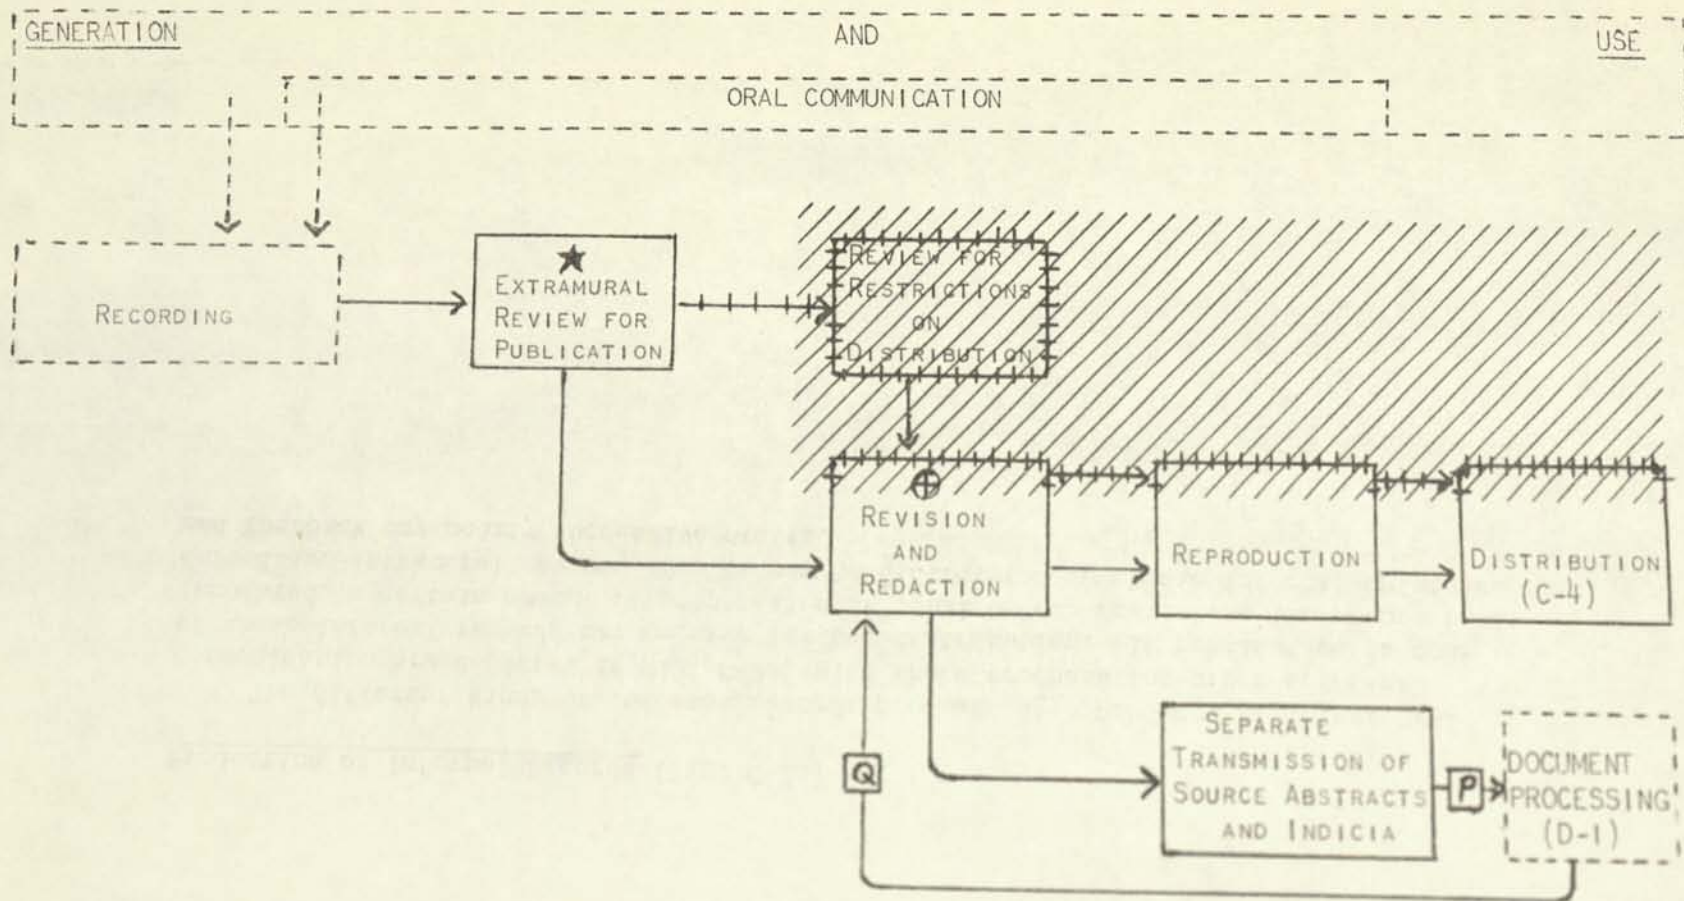 GENERATION AND USE
ORAL COMMUNICATION
RECORDING
EXTRAMURAL
REVIEW FOR
PUBLICATION
REVIEW FOR
RESTRICTIONS
ON
DISTRIBUTION
REVISION
AND
REDACTION
REPRODUCTION
DISTRIBUTION
(C-4)
Q
SEPARATE
TRANSMISSION OF
SOURCE ABSTRACTS
AND INDICIA
P
DOCUMENT
PROCESSING
(D-1)